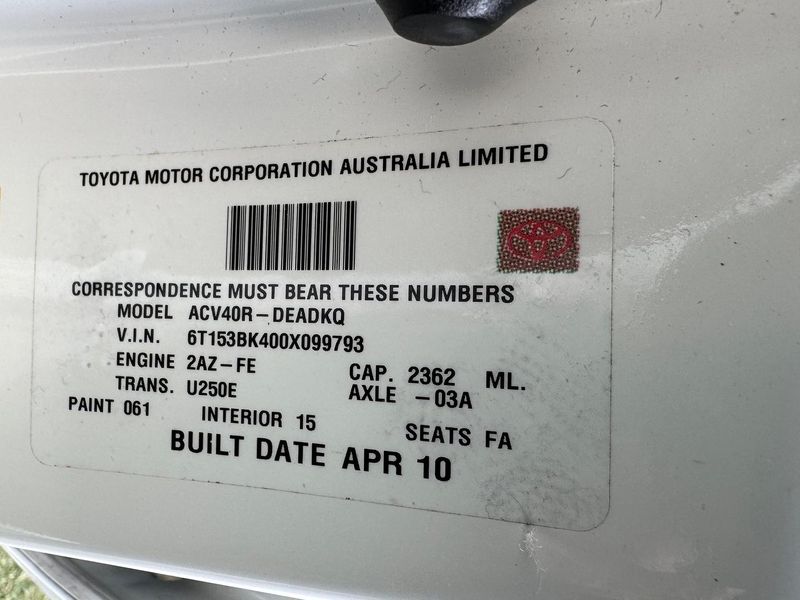 TOYOTA MOTOR CORPORATION AUSTRALIA LIMITED
CORRESPONDENCE MUST BEAR THESE NUMBERS
MODEL ACV40R-DEADKQ
V.I.N. 6T153BK400X099793
ENGINE 2AZ-FE CAP. 2362 ML.
TRANS. U250E AXLE -03A
PAINT 061 INTERIOR 15 SEATS FA
BUILT DATE APR 10